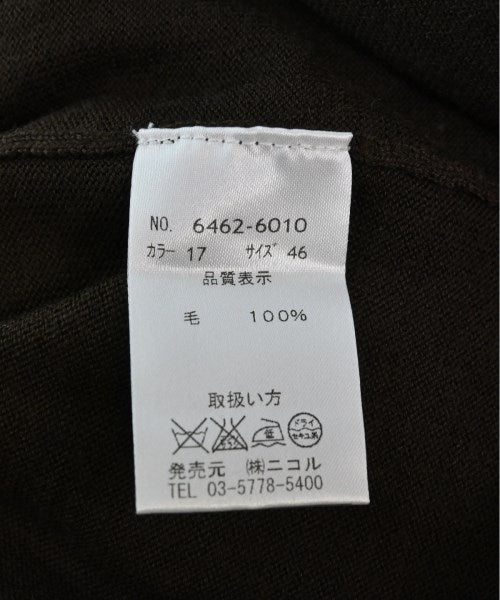 NO. 6462-6010
カラー 17 サイズ 46
品質表示
毛 100%
取扱い方
低 ドライ セキユ系
発売元 (株)ニコル
TEL 03-5778-5400